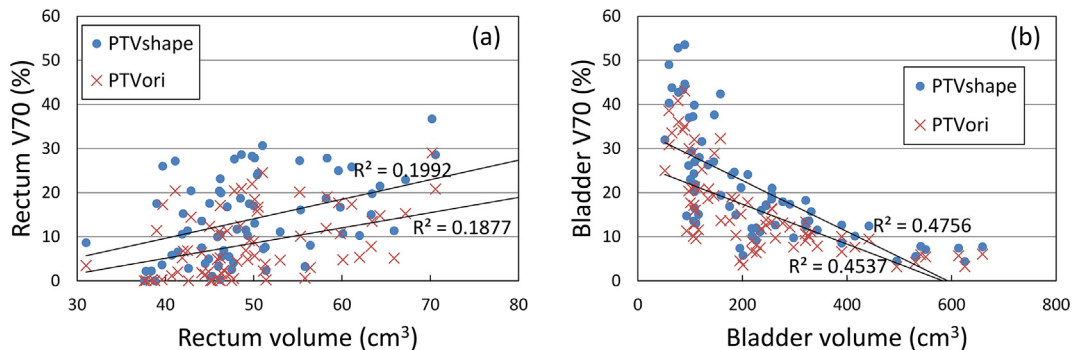 60
50
40
30
20
10
0
Rectum V70 (%)
PTVshape
PTVori
(a)
R² = 0.1992
R² = 0.1877
30 40 50 60 70 80
Rectum volume (cm³)
60
50
40
30
20
10
0
Bladder V70 (%)
(b)
PTVshape
PTVori
R² = 0.4756
R² = 0.4537
0 200 400 600 800
Bladder volume (cm³)